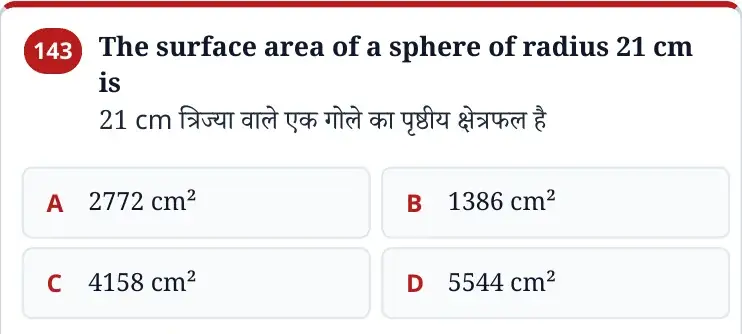 143 The surface area of a sphere of radius 21 cm
is
21 cm त्रिज्या वाले एक गोले का पृष्ठीय क्षेत्रफल है
A 2772 cm² B 1386 cm²
C 4158 cm² D 5544 cm²